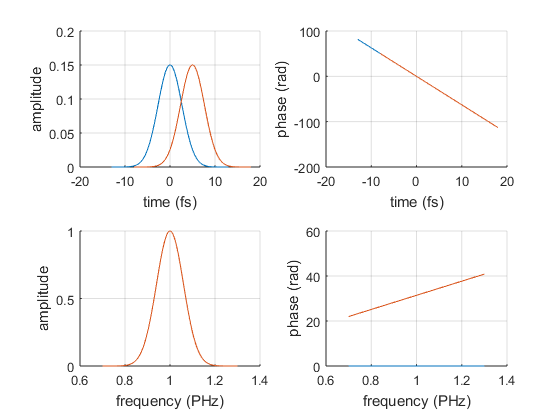 amplitude
0.2
0.15
0.1
0.05
0
-20 -10 0 10 20
time (fs)
phase (rad)
100
0
-100
-200
-20 -10 0 10 20
time (fs)
amplitude
1
0.5
0
0.6 0.8 1 1.2 1.4
frequency (PHz)
phase (rad)
60
40
20
0
0.6 0.8 1 1.2 1.4
frequency (PHz)